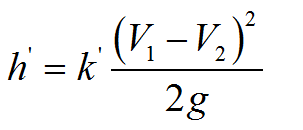 h' = k' (V₁ − V₂)² / 2g